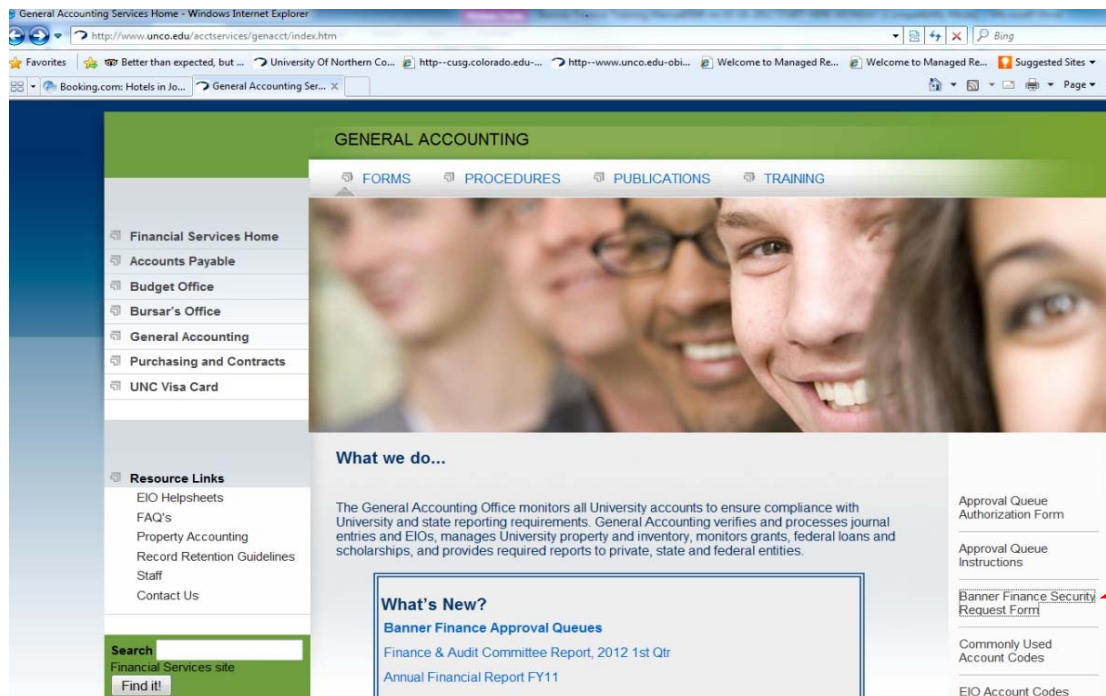 General Accounting Services Home - Windows Internet Explorer
http://www.unco.edu/acctservices/genacct/index.htm
Bing
Favorites
Better than expected, but ...
University Of Northern Co...
http--cusg.colorado.edu-...
http--www.unco.edu-obi...
Welcome to Managed Re...
Welcome to Managed Re...
Suggested Sites
Booking.com: Hotels in Jo...
General Accounting Ser...
Page
GENERAL ACCOUNTING
FORMS
PROCEDURES
PUBLICATIONS
TRAINING
Financial Services Home
Accounts Payable
Budget Office
Bursar's Office
General Accounting
Purchasing and Contracts
UNC Visa Card
Resource Links
EIO Helpsheets
FAQ's
Property Accounting
Record Retention Guidelines
Staff
Contact Us
Search
Financial Services site
Find it!
What we do...
The General Accounting Office monitors all University accounts to ensure compliance with
University and state reporting requirements. General Accounting verifies and processes journal
entries and EIOs, manages University property and inventory, monitors grants, federal loans and
scholarships, and provides required reports to private, state and federal entities.
What's New?
Banner Finance Approval Queues
Finance & Audit Committee Report, 2012 1st Qtr
Annual Financial Report FY11
Approval Queue
Authorization Form
Approval Queue
Instructions
Banner Finance Security
Request Form
Commonly Used
Account Codes
EIO Account Codes